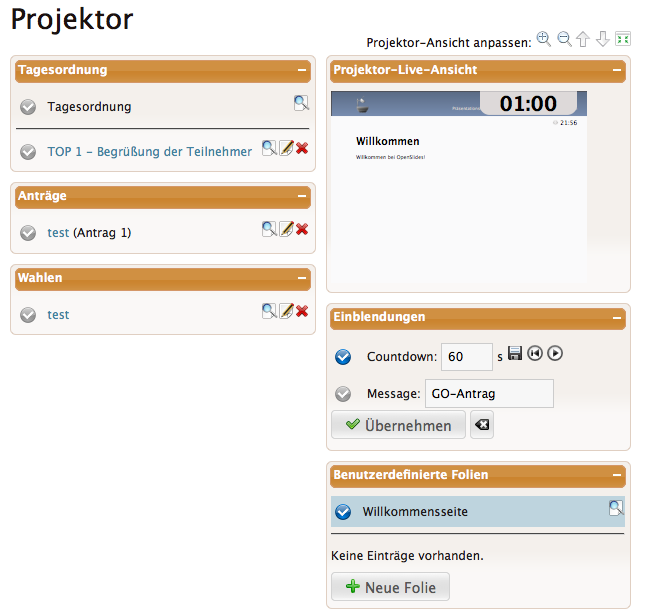 Projektor
Projektor-Ansicht anpassen:
Tagesordnung
Tagesordnung
TOP 1 - Begrüßung der Teilnehmer
Anträge
test (Antrag 1)
Wahlen
test
Projektor-Live-Ansicht
01:00
21:56
Willkommen
Willkommen bei OpenSlides!
Einblendungen
Countdown: 60 s
Message: GO-Antrag
Übernehmen
Benutzerdefinierte Folien
Willkommensseite
Keine Einträge vorhanden.
Neue Folie